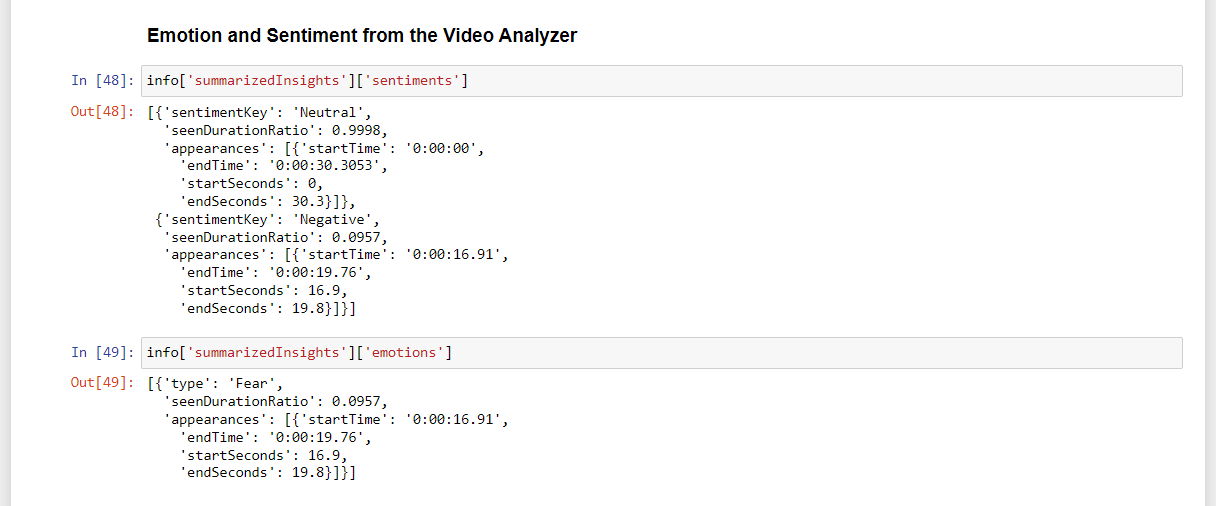 Emotion and Sentiment from the Video Analyzer
In [48]: info['summarizedInsights']['sentiments']
Out[48]: [{'sentimentKey': 'Neutral',
'seenDurationRatio': 0.9998,
'appearances': [{'startTime': '0:00:00',
'endTime': '0:00:30.3053',
'startSeconds': 0,
'endSeconds': 30.3}]},
{'sentimentKey': 'Negative',
'seenDurationRatio': 0.0957,
'appearances': [{'startTime': '0:00:16.91',
'endTime': '0:00:19.76',
'startSeconds': 16.9,
'endSeconds': 19.8}]}]
In [49]: info['summarizedInsights']['emotions']
Out[49]: [{'type': 'Fear',
'seenDurationRatio': 0.0957,
'appearances': [{'startTime': '0:00:16.91',
'endTime': '0:00:19.76',
'startSeconds': 16.9,
'endSeconds': 19.8}]}]